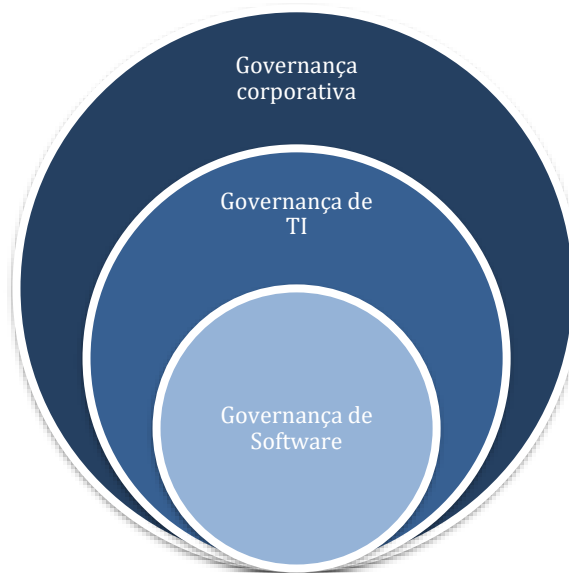 Governança
corporativa
Governança de
TI
Governança de
Software